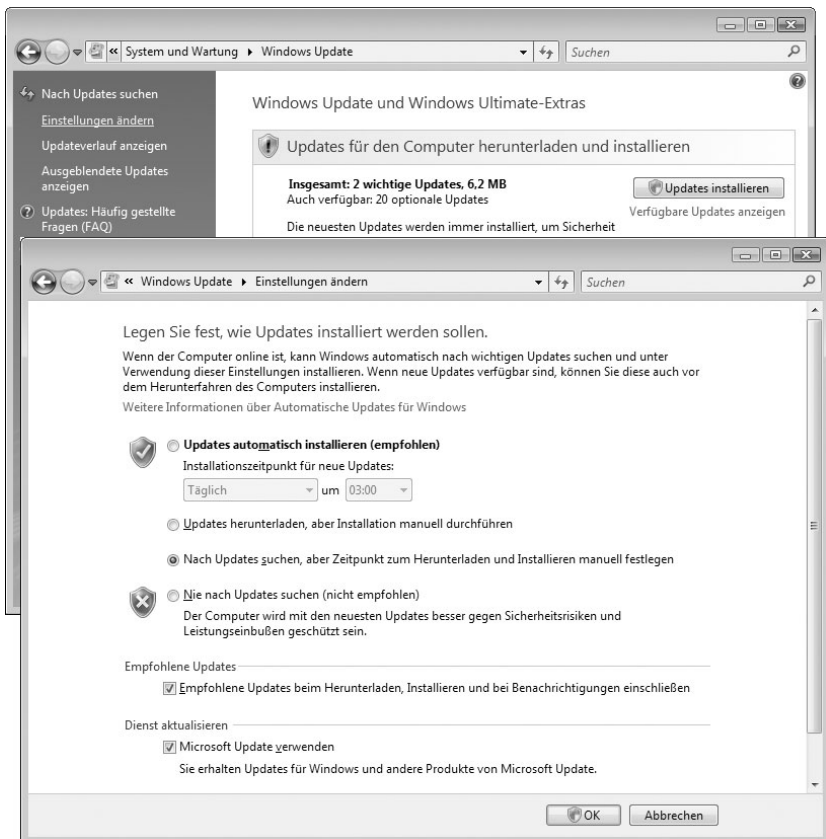 « System und Wartung ▸ Windows Update
Suchen
Nach Updates suchen
Einstellungen ändern
Updateverlauf anzeigen
Ausgeblendete Updates
anzeigen
Updates: Häufig gestellte
Fragen (FAQ)
Windows Update und Windows Ultimate-Extras
Updates für den Computer herunterladen und installieren
Insgesamt: 2 wichtige Updates, 6,2 MB
Auch verfügbar: 20 optionale Updates
Updates installieren
Verfügbare Updates anzeigen
Die neuesten Updates werden immer installiert, um Sicherheit
« Windows Update ▸ Einstellungen ändern
Suchen
Legen Sie fest, wie Updates installiert werden sollen.
Wenn der Computer online ist, kann Windows automatisch nach wichtigen Updates suchen und unter
Verwendung dieser Einstellungen installieren. Wenn neue Updates verfügbar sind, können Sie diese auch vor
dem Herunterfahren des Computers installieren.
Weitere Informationen über Automatische Updates für Windows
Updates automatisch installieren (empfohlen)
Installationszeitpunkt für neue Updates:
Täglich um 03:00
Updates herunterladen, aber Installation manuell durchführen
Nach Updates suchen, aber Zeitpunkt zum Herunterladen und Installieren manuell festlegen
Nie nach Updates suchen (nicht empfohlen)
Der Computer wird mit den neuesten Updates besser gegen Sicherheitsrisiken und
Leistungseinbußen geschützt sein.
Empfohlene Updates
Empfohlene Updates beim Herunterladen, Installieren und bei Benachrichtigungen einschließen
Dienst aktualisieren
Microsoft Update verwenden
Sie erhalten Updates für Windows und andere Produkte von Microsoft Update.
OK
Abbrechen